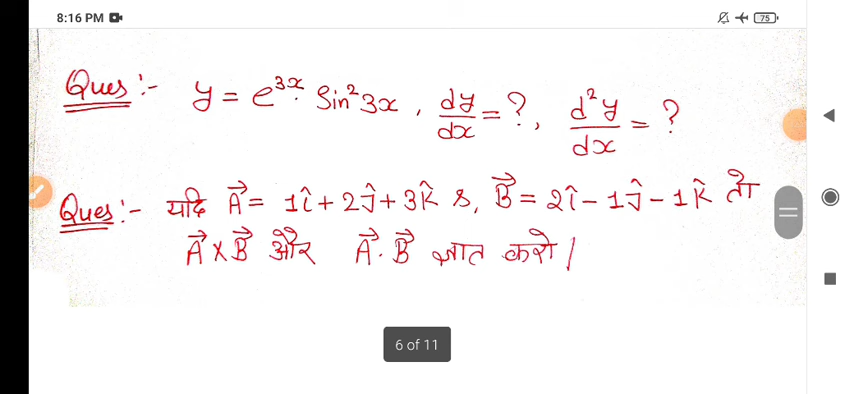 8:16 PM 75
Ques :- y = e^3x. Sin²3x, dy/dx = ?, d²y/dx = ?
Ques :- यदि A⃗ = 1î + 2ĵ + 3k̂ &, B⃗ = 2î - 1ĵ - 1k̂ तो
A⃗ × B⃗ और A⃗. B⃗ ज्ञात करो।
6 of 11